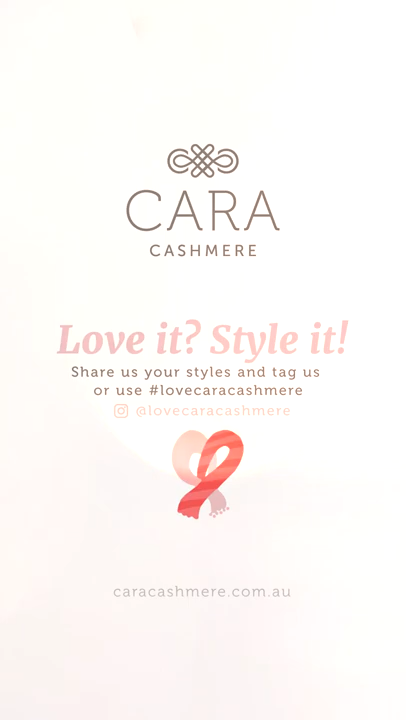 CARA
CASHMERE
Love it? Style it!
Share us your styles and tag us
or use #lovecaracashmere
@lovecaracashmere
caracashmere.com.au